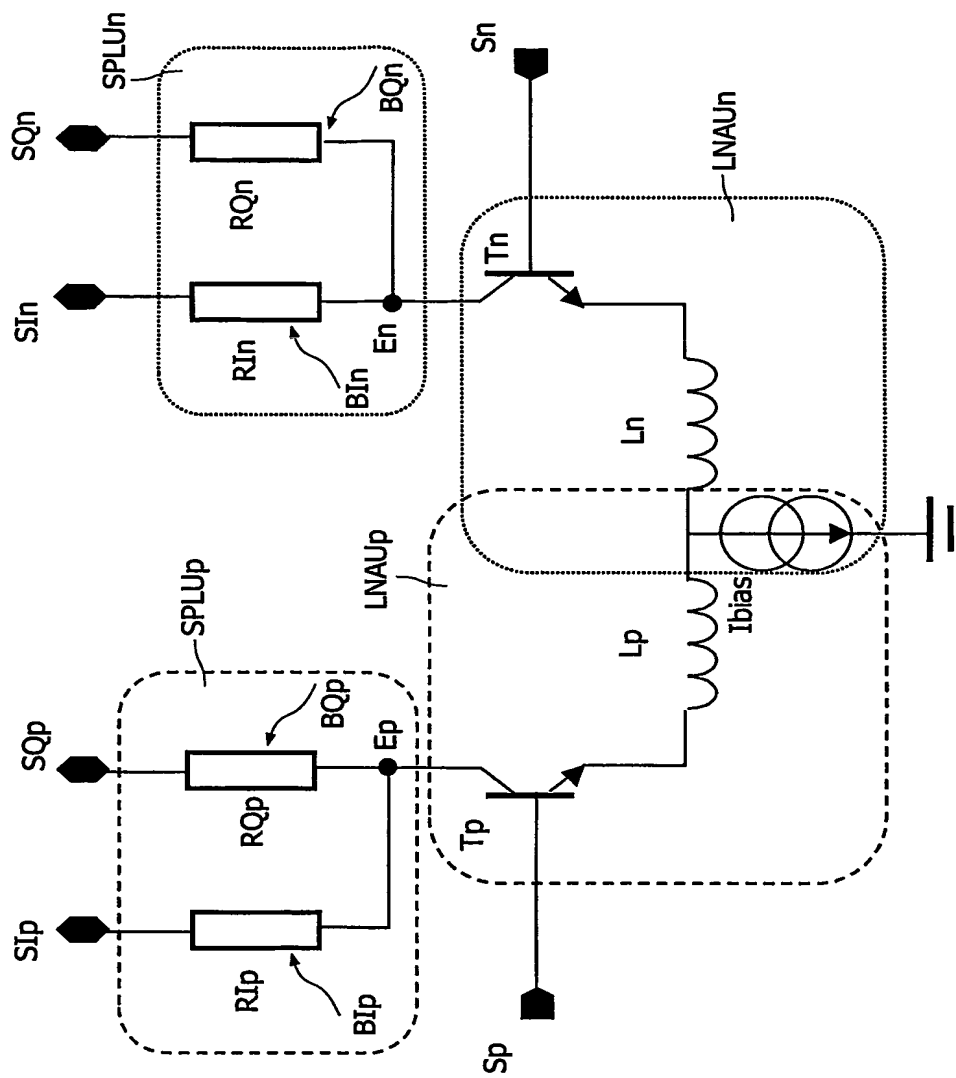 SIp
SQp
SPLUp
RIp
RQp
BIp
BQp
Ep
SIn
SQn
SPLUn
RIn
RQn
BIn
BQn
En
Sp
Tp
LNAUp
Lp
Ibias
Ln
Tn
LNAUn
Sn